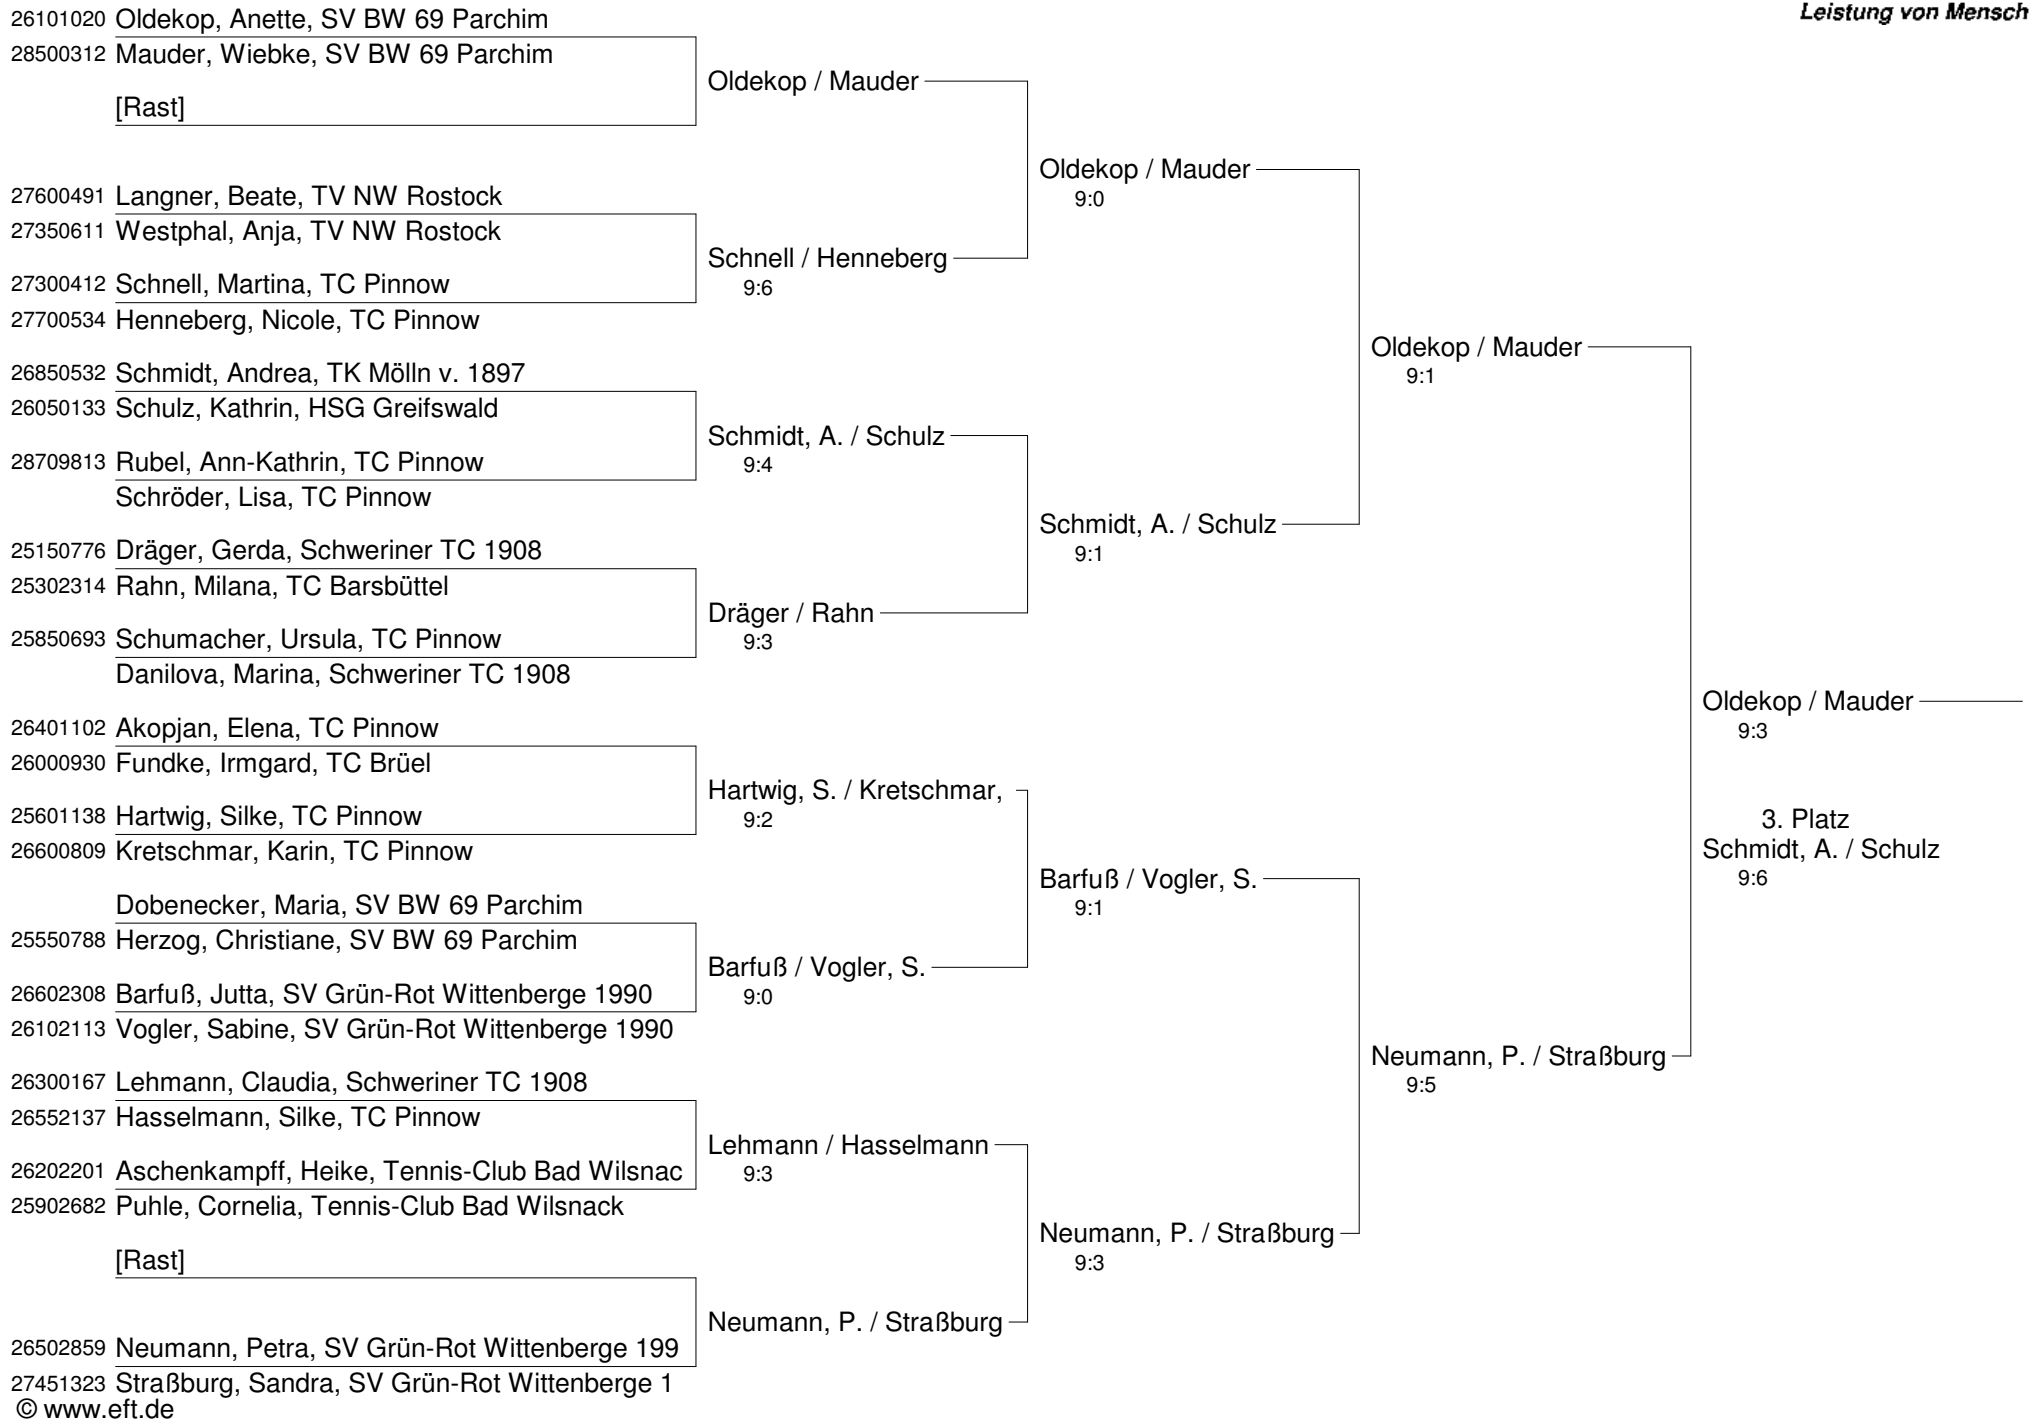 Leistung von Mensch
26101020 Oldekop, Anette, SV BW 69 Parchim
28500312 Mauder, Wiebke, SV BW 69 Parchim
Oldekop / Mauder
[Rast]
Oldekop / Mauder
9:0
27600491 Langner, Beate, TV NW Rostock
27350611 Westphal, Anja, TV NW Rostock
Schnell / Henneberg
9:6
27300412 Schnell, Martina, TC Pinnow
27700534 Henneberg, Nicole, TC Pinnow
Oldekop / Mauder
9:1
26850532 Schmidt, Andrea, TK Mölln v. 1897
26050133 Schulz, Kathrin, HSG Greifswald
Schmidt, A. / Schulz
9:4
28709813 Rubel, Ann-Kathrin, TC Pinnow
Schröder, Lisa, TC Pinnow
Schmidt, A. / Schulz
9:1
25150776 Dräger, Gerda, Schweriner TC 1908
25302314 Rahn, Milana, TC Barsbüttel
Dräger / Rahn
9:3
25850693 Schumacher, Ursula, TC Pinnow
Danilova, Marina, Schweriner TC 1908
Oldekop / Mauder
9:3
26401102 Akopjan, Elena, TC Pinnow
26000930 Fundke, Irmgard, TC Brüel
Hartwig, S. / Kretschmar,
9:2
25601138 Hartwig, Silke, TC Pinnow
26600809 Kretschmar, Karin, TC Pinnow
3. Platz
Schmidt, A. / Schulz
9:6
Barfuß / Vogler, S.
9:1
Dobenecker, Maria, SV BW 69 Parchim
25550788 Herzog, Christiane, SV BW 69 Parchim
Barfuß / Vogler, S.
9:0
26602308 Barfuß, Jutta, SV Grün-Rot Wittenberge 1990
26102113 Vogler, Sabine, SV Grün-Rot Wittenberge 1990
Neumann, P. / Straßburg
9:5
26300167 Lehmann, Claudia, Schweriner TC 1908
26552137 Hasselmann, Silke, TC Pinnow
Lehmann / Hasselmann
9:3
26202201 Aschenkampff, Heike, Tennis-Club Bad Wilsnac
25902682 Puhle, Cornelia, Tennis-Club Bad Wilsnack
Neumann, P. / Straßburg
9:3
[Rast]
Neumann, P. / Straßburg
26502859 Neumann, Petra, SV Grün-Rot Wittenberge 199
27451323 Straßburg, Sandra, SV Grün-Rot Wittenberge 1
© www.eft.de